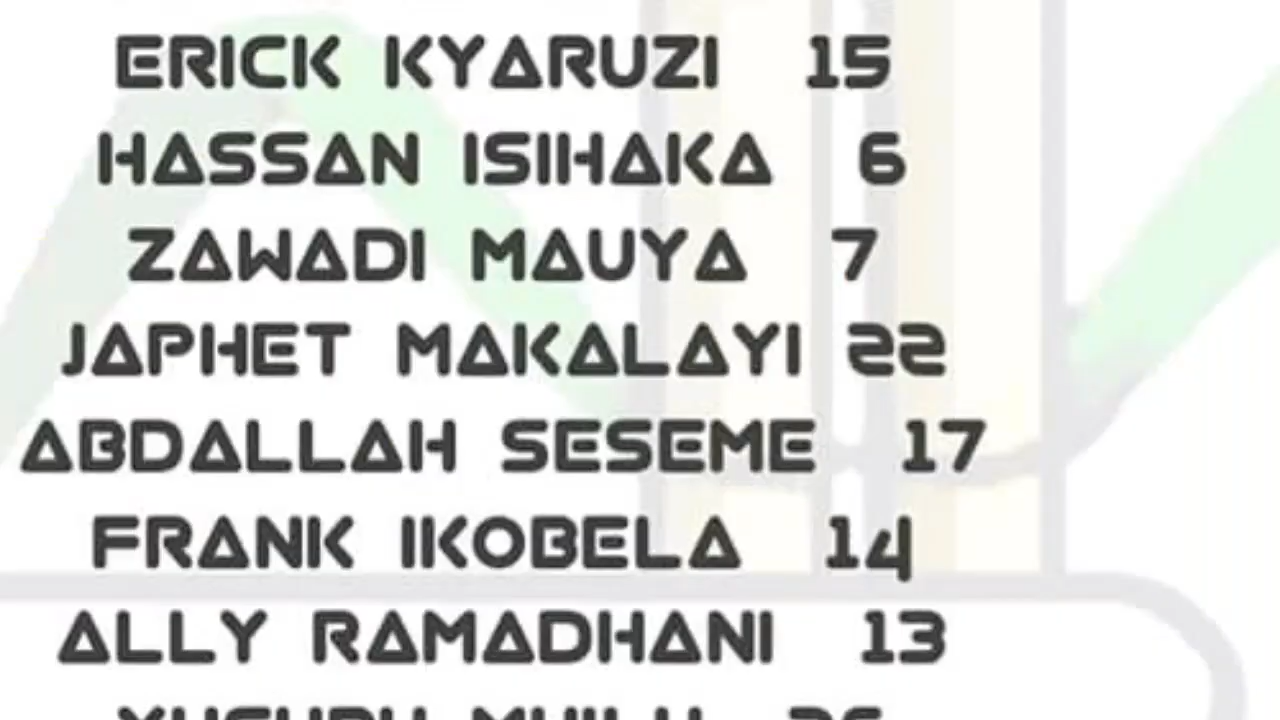 ERICK KYARUZI 15
HASSAN ISIHAKA 6
ZAWADI MAUYA 7
JAPHET MAKALAYI 22
ABDALLAH SESEME 17
FRANK IKOBELA 14
ALLY RAMADHANI 13